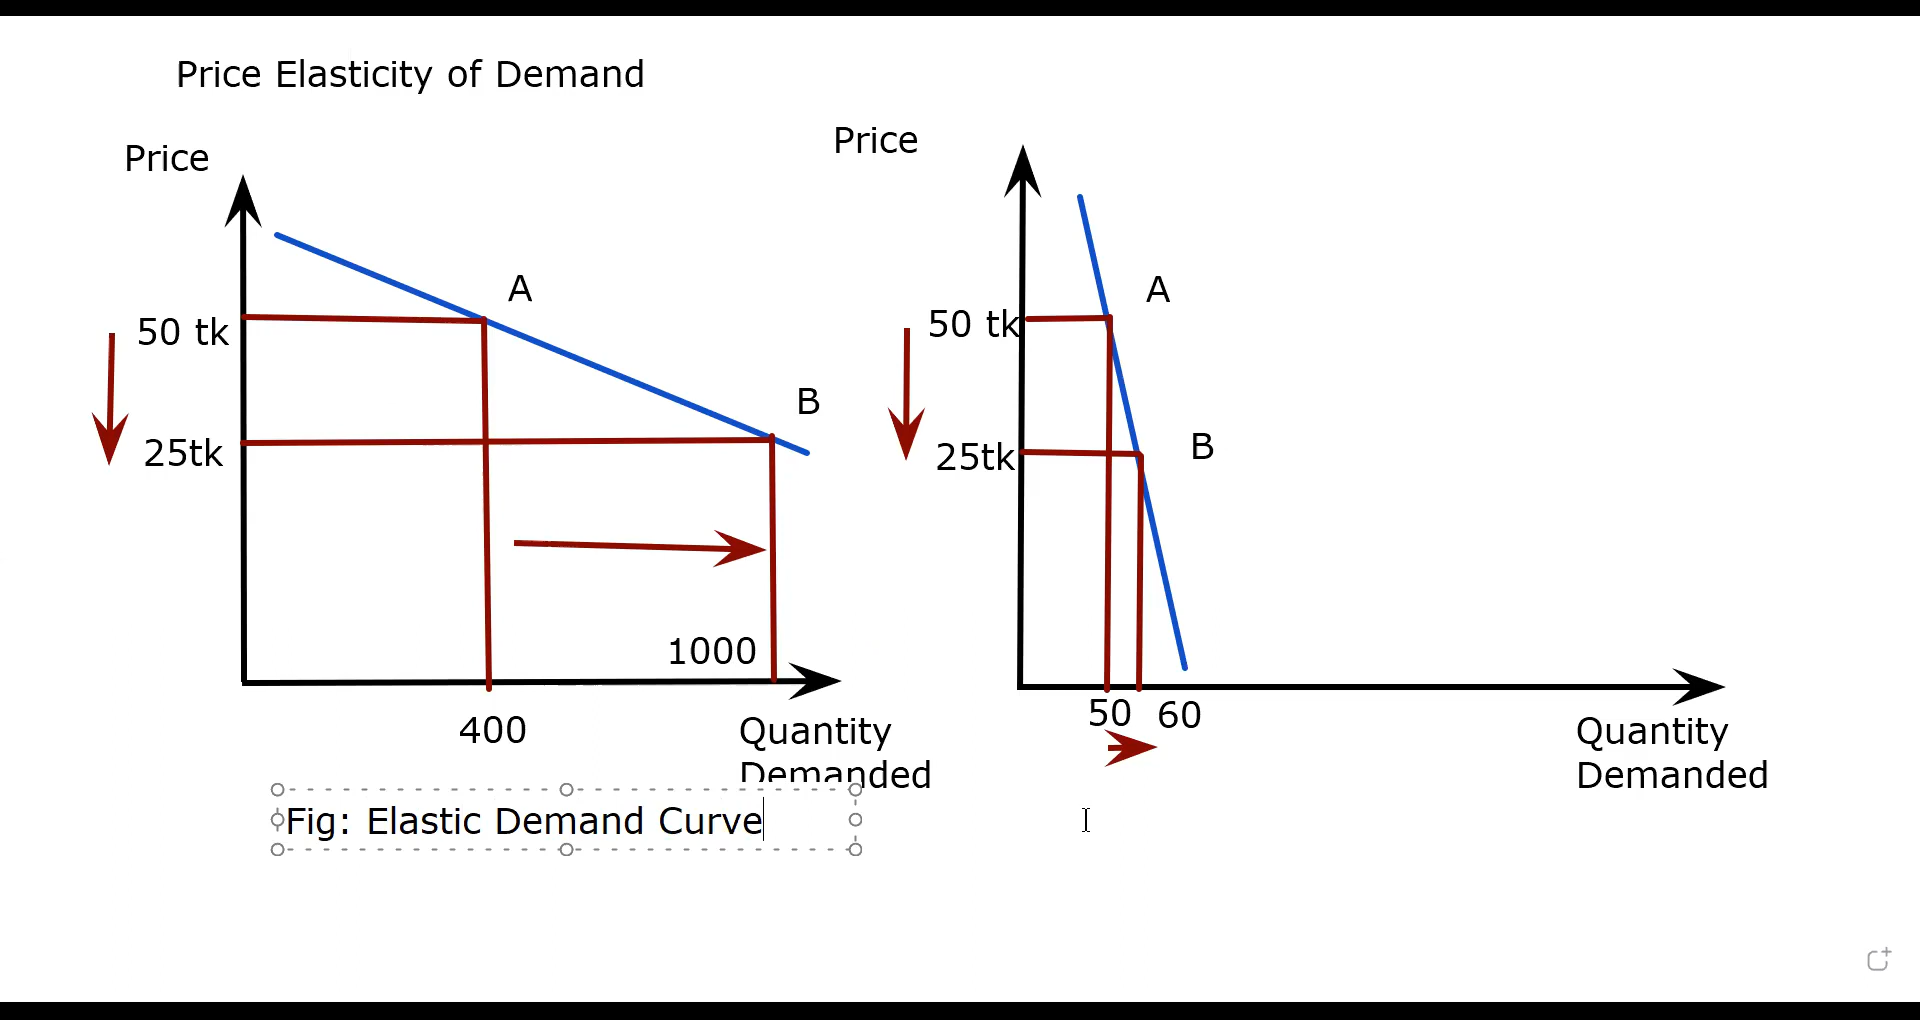 Price Elasticity of Demand
Price
A
50 tk
B
25tk
1000
400
Quantity
Demanded
Fig: Elastic Demand Curve
Price
A
50 tk
B
25tk
50 60
Quantity
Demanded